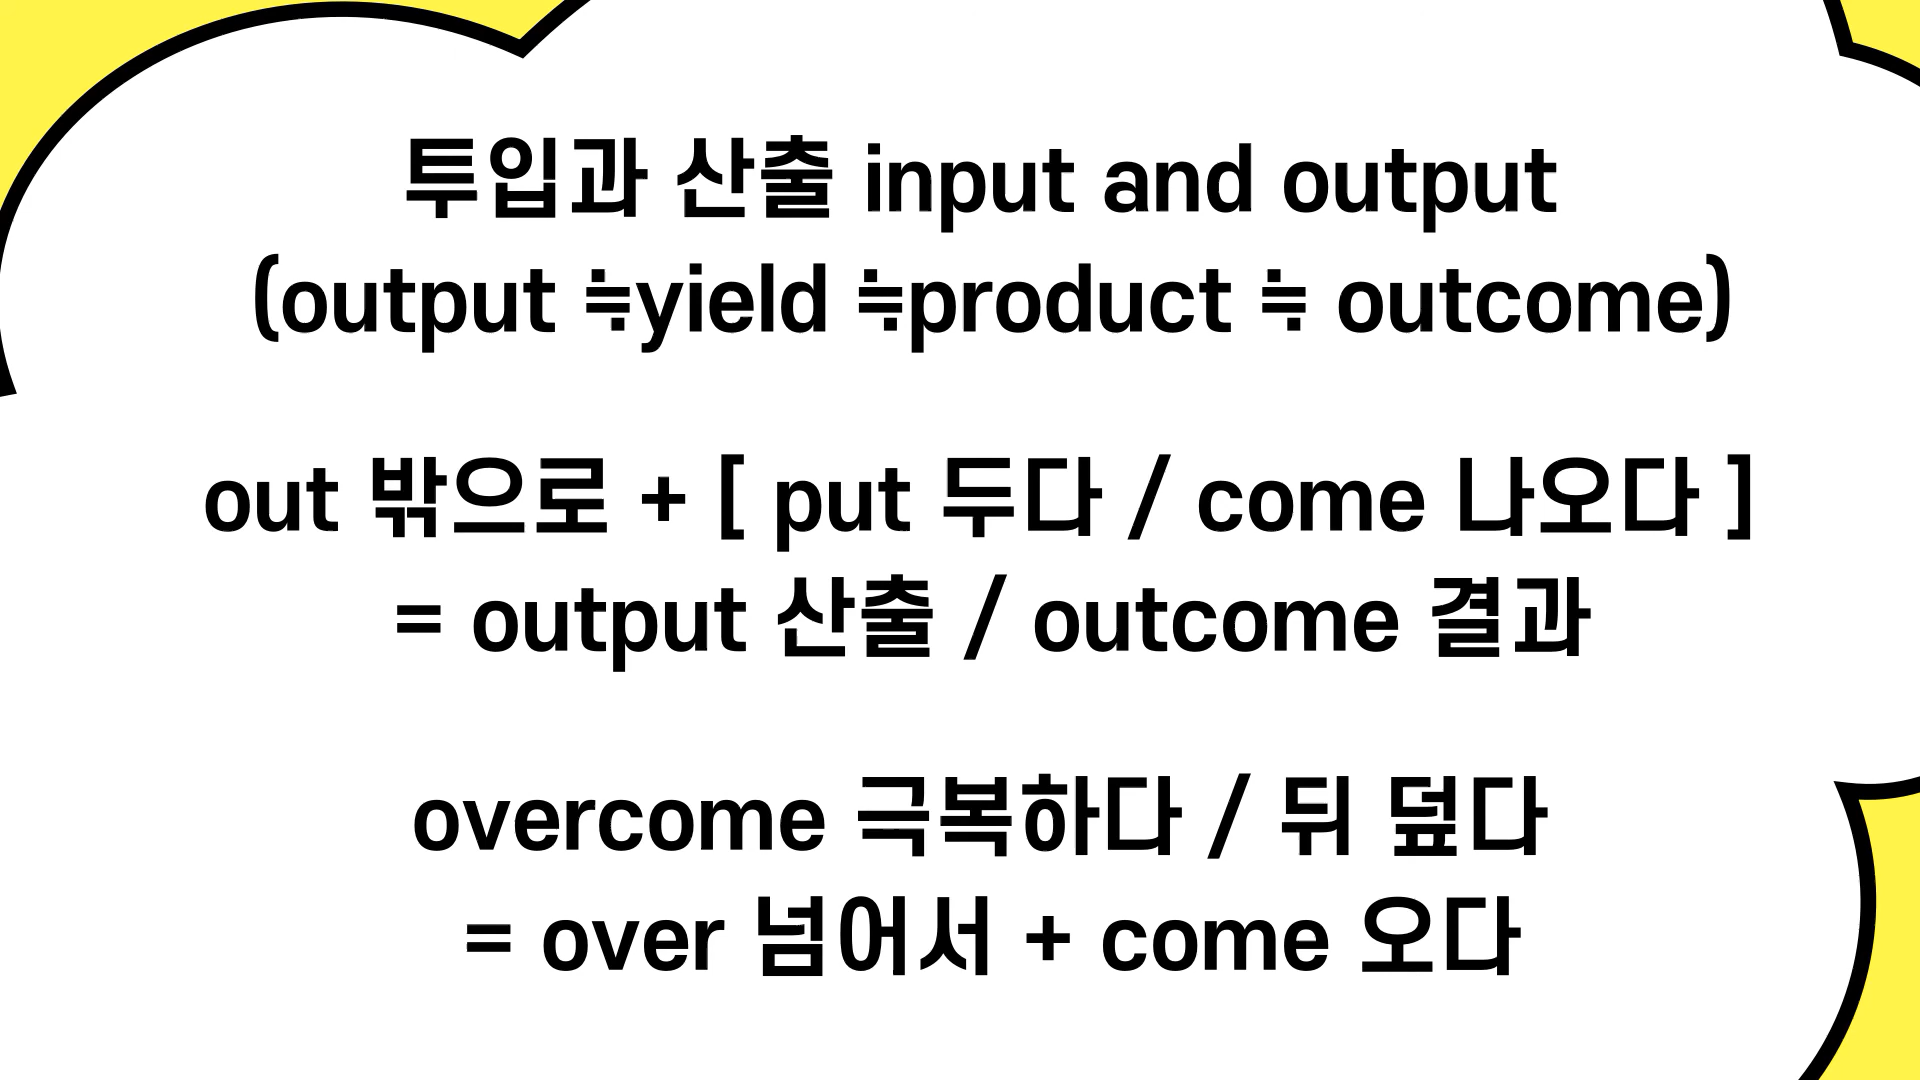 투입과 산출 input and output
(output ≒yield ≒product ≒ outcome)
out 밖으로 + [ put 두다 / come 나오다 ]
= output 산출 / outcome 결과
overcome 극복하다 / 뒤 덮다
= over 넘어서 + come 오다